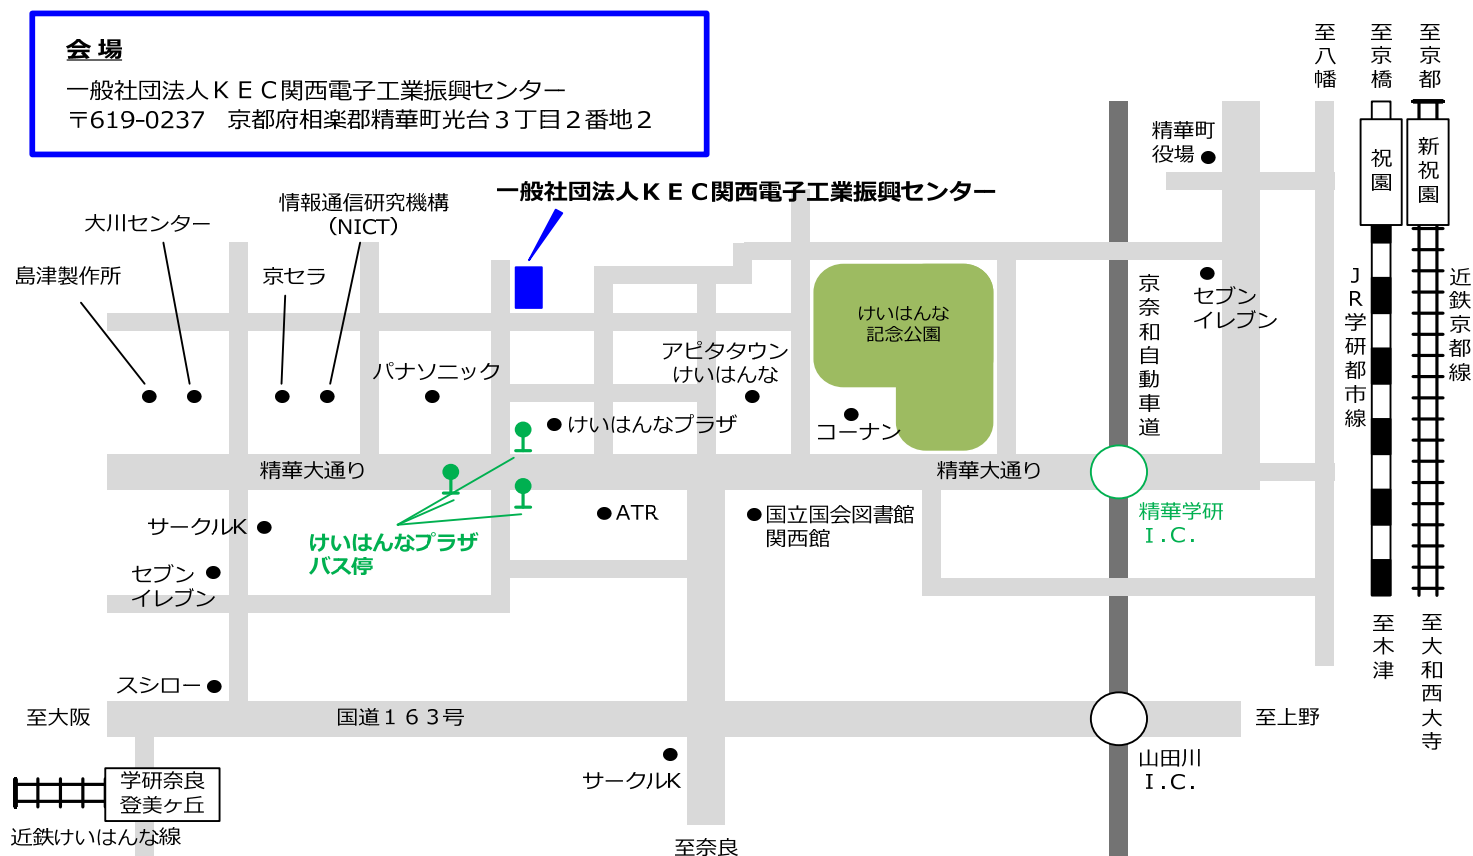 会 場
一般社団法人ＫＥＣ関西電子工業振興センター
〒619-0237　京都府相楽郡精華町光台３丁目２番地２
至八幡
至京橋
至京都
精華町
役場
祝園
新祝園
一般社団法人ＫＥＣ関西電子工業振興センター
情報通信研究機構
（NICT）
大川センター
島津製作所
京セラ
パナソニック
アピタタウン
けいはんな
けいはんな
記念公園
京奈和自動車道
セブン
イレブン
ＪＲ学研都市線
近鉄京都線
けいはんなプラザ
コーナン
精華大通り
精華大通り
サークルK
けいはんなプラザ
バス停
ATR
国立国会図書館
関西館
精華学研
Ｉ.Ｃ.
セブン
イレブン
スシロー
至大阪
国道１６３号
至上野
至木津
至大和西大寺
山田川
Ｉ.Ｃ.
サークルK
学研奈良
登美ヶ丘
近鉄けいはんな線
至奈良